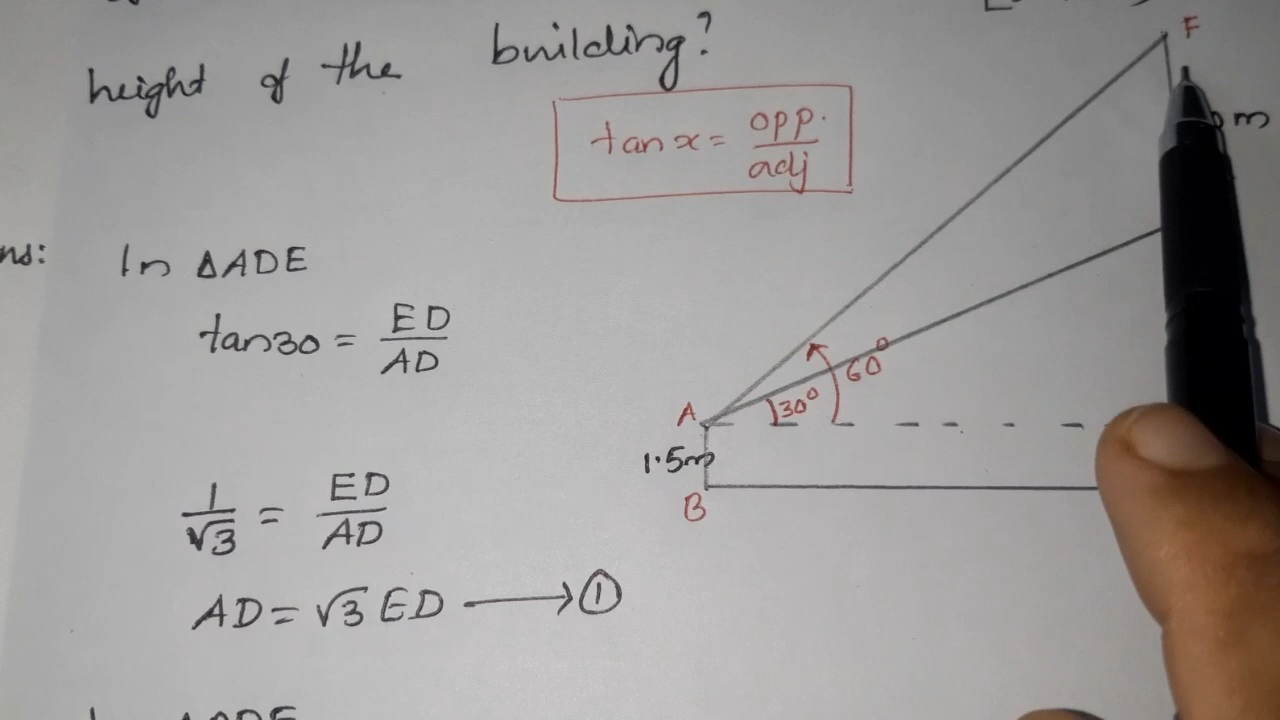 height of the building?
tan x = opp. / adj
In ΔADE
tan30 = ED / AD
1 / √3 = ED / AD
AD = √3 ED → ①
F
m
60°
30°
A
1.5m
B